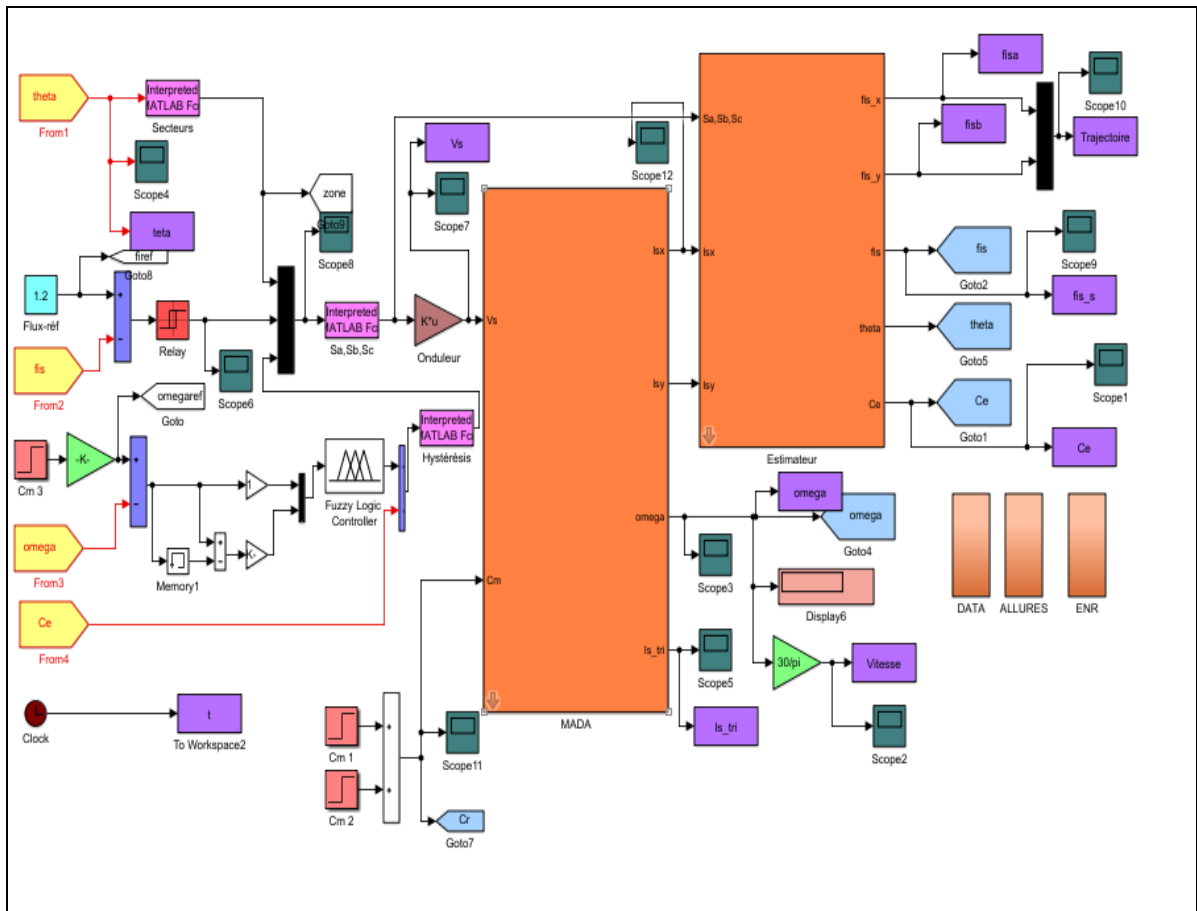 theta
From1
Interpreted
MATLAB Fc
Secteurs
Scope4
teta
firef
Goto8
1.2
Flux-réf
+
-
Relay
fis
From2
Scope6
omegaref
Goto
Cm 3
-K-
+
-
omega
From3
Memory1
1
+
-
K-
Fuzzy Logic
Controller
Ce
From4
Interpreted
MATLAB Fc
Hystérésis
zone
Goto9
Scope8
Interpreted
MATLAB Fc
Sa,Sb,Sc
K*u
Onduleur
Vs
Scope7
Scope12
Vs
Cm
Isx
Isy
omega
Is_tri
MADA
Sa,Sb,Sc
Isx
Isy
fis_x
fis_y
fis
theta
Ce
Estimateur
fisa
fisb
Scope10
Trajectoire
fis
Goto2
Scope9
fis_s
theta
Goto5
Scope1
Ce
Goto1
Ce
omega
omega
Goto4
Scope3
Display6
30/pi
Vitesse
Scope2
Scope5
Is_tri
DATA
ALLURES
ENR
Clock
t
To Workspace2
Cm 1
Cm 2
+
+
Scope11
Cr
Goto7